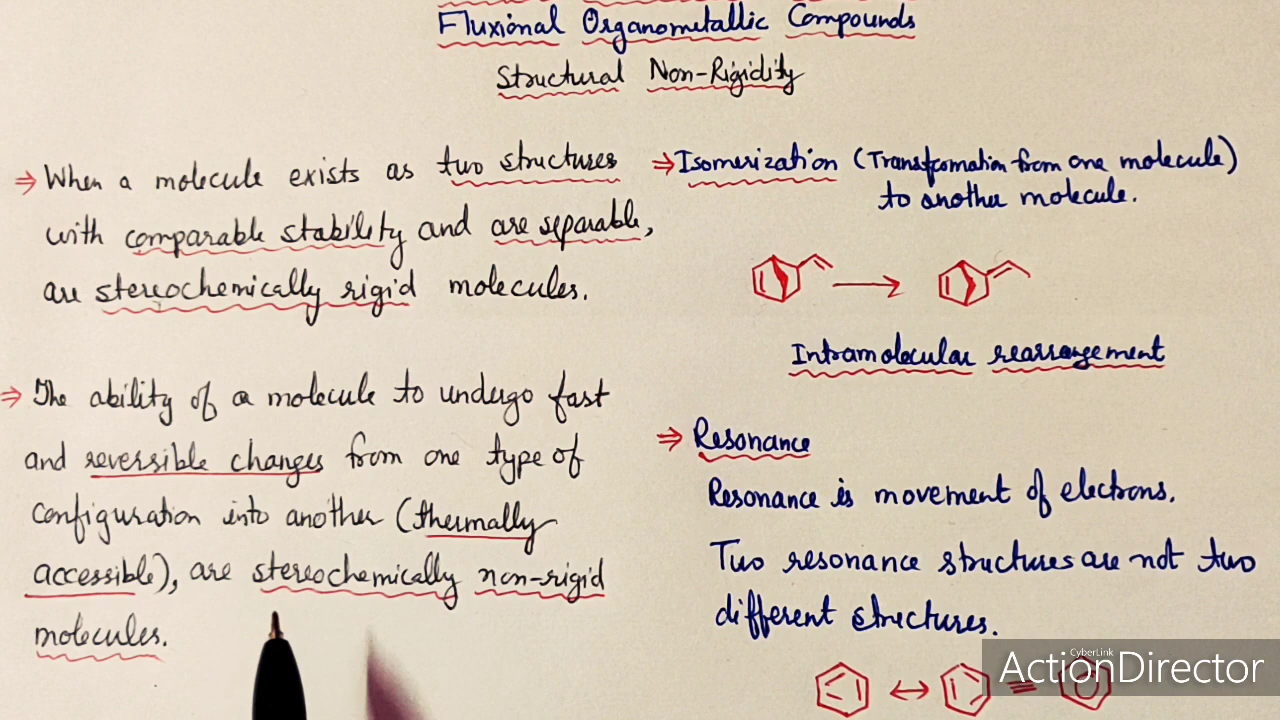 Fluxional Organometallic Compounds
Structural Non-Rigidity
⇒ When a molecule exists as two structures
with comparable stability and are separable,
are stereochemically rigid molecules.
⇒ The ability of a molecule to undergo fast
and reversible changes from one type of
configuration into another (thermally
accessible), are stereochemically non-rigid
molecules.
⇒ Isomerization (Transformation from one molecule)
to another molecule.
Intramolecular rearrangement
⇒ Resonance
Resonance is movement of electrons.
Two resonance structures are not two
different structures.
CyberLink
ActionDirector